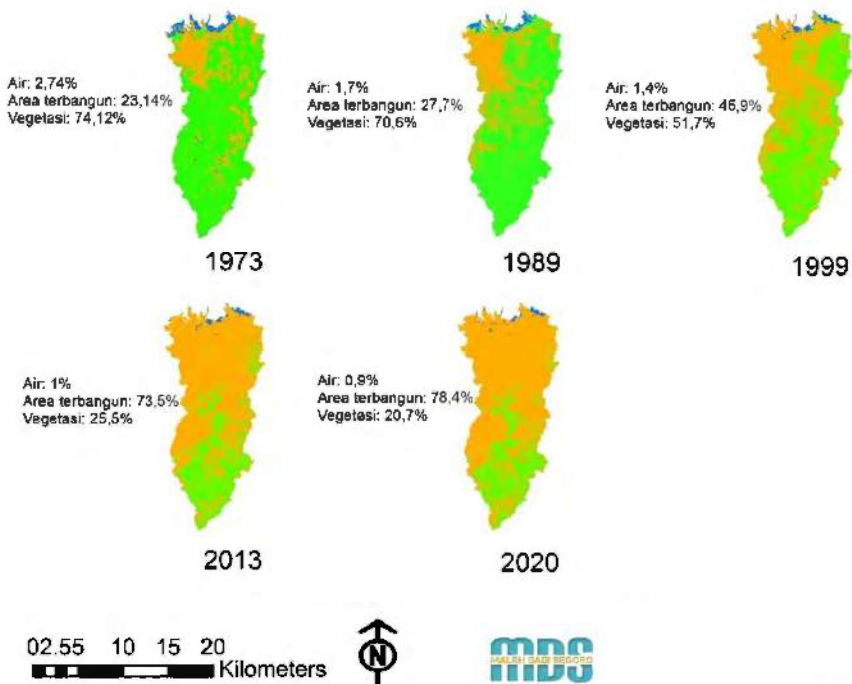 Air: 2,74%
Area terbangun: 23,14%
Vegetasi: 74,12%
1973
Air: 1,7%
Area terbangun: 27,7%
Vegetasi: 70,6%
1989
Air: 1,4%
Area terbangun: 46,9%
Vegetasi: 51,7%
1999
Air: 1%
Area terbangun: 73,5%
Vegetasi: 25,5%
2013
Air: 0,9%
Area terbangun: 78,4%
Vegetasi: 20,7%
2020
02.55 10 15 20
Kilometers
N
MDS
MALEH DADI SEGORO